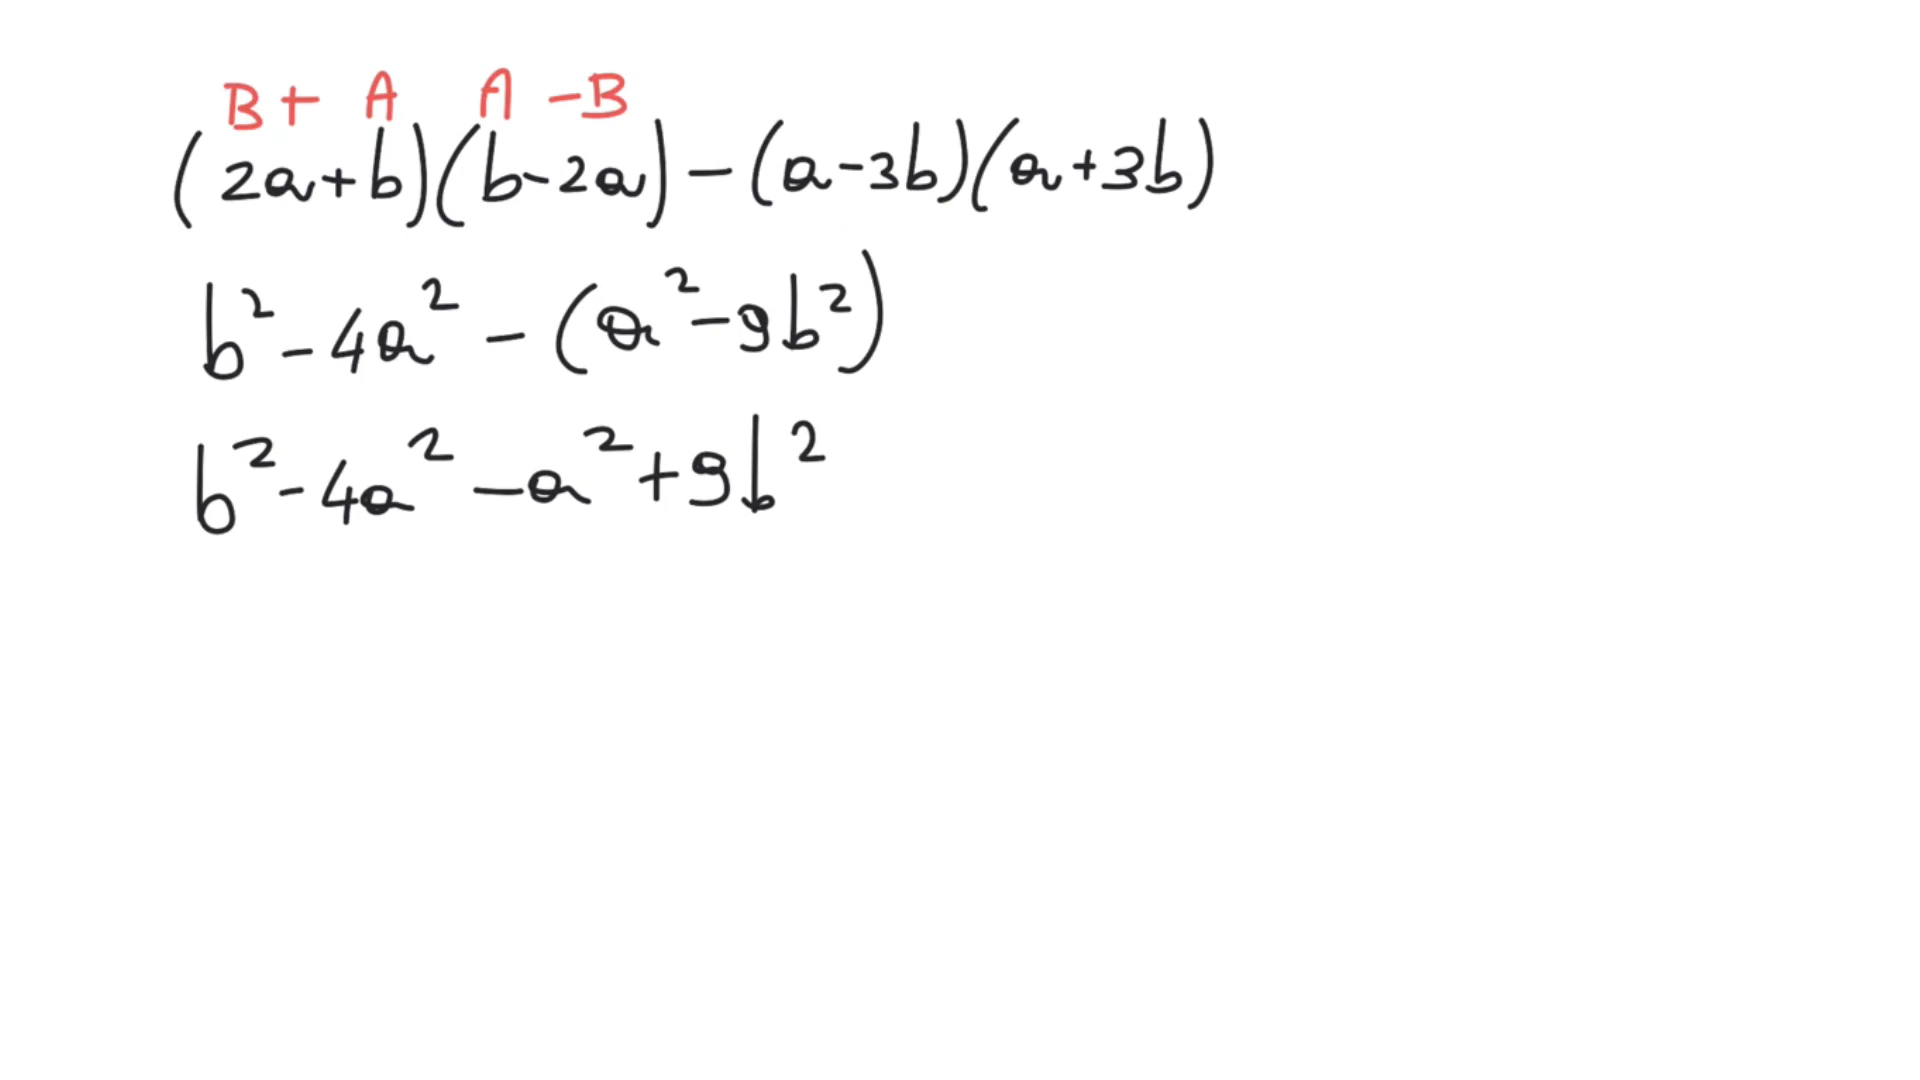 B + A A - B
(2a+b)(b-2a) - (a-3b)(a+3b)
b² - 4a² - (a² - 9b²)
b² - 4a² - a² + 9b²